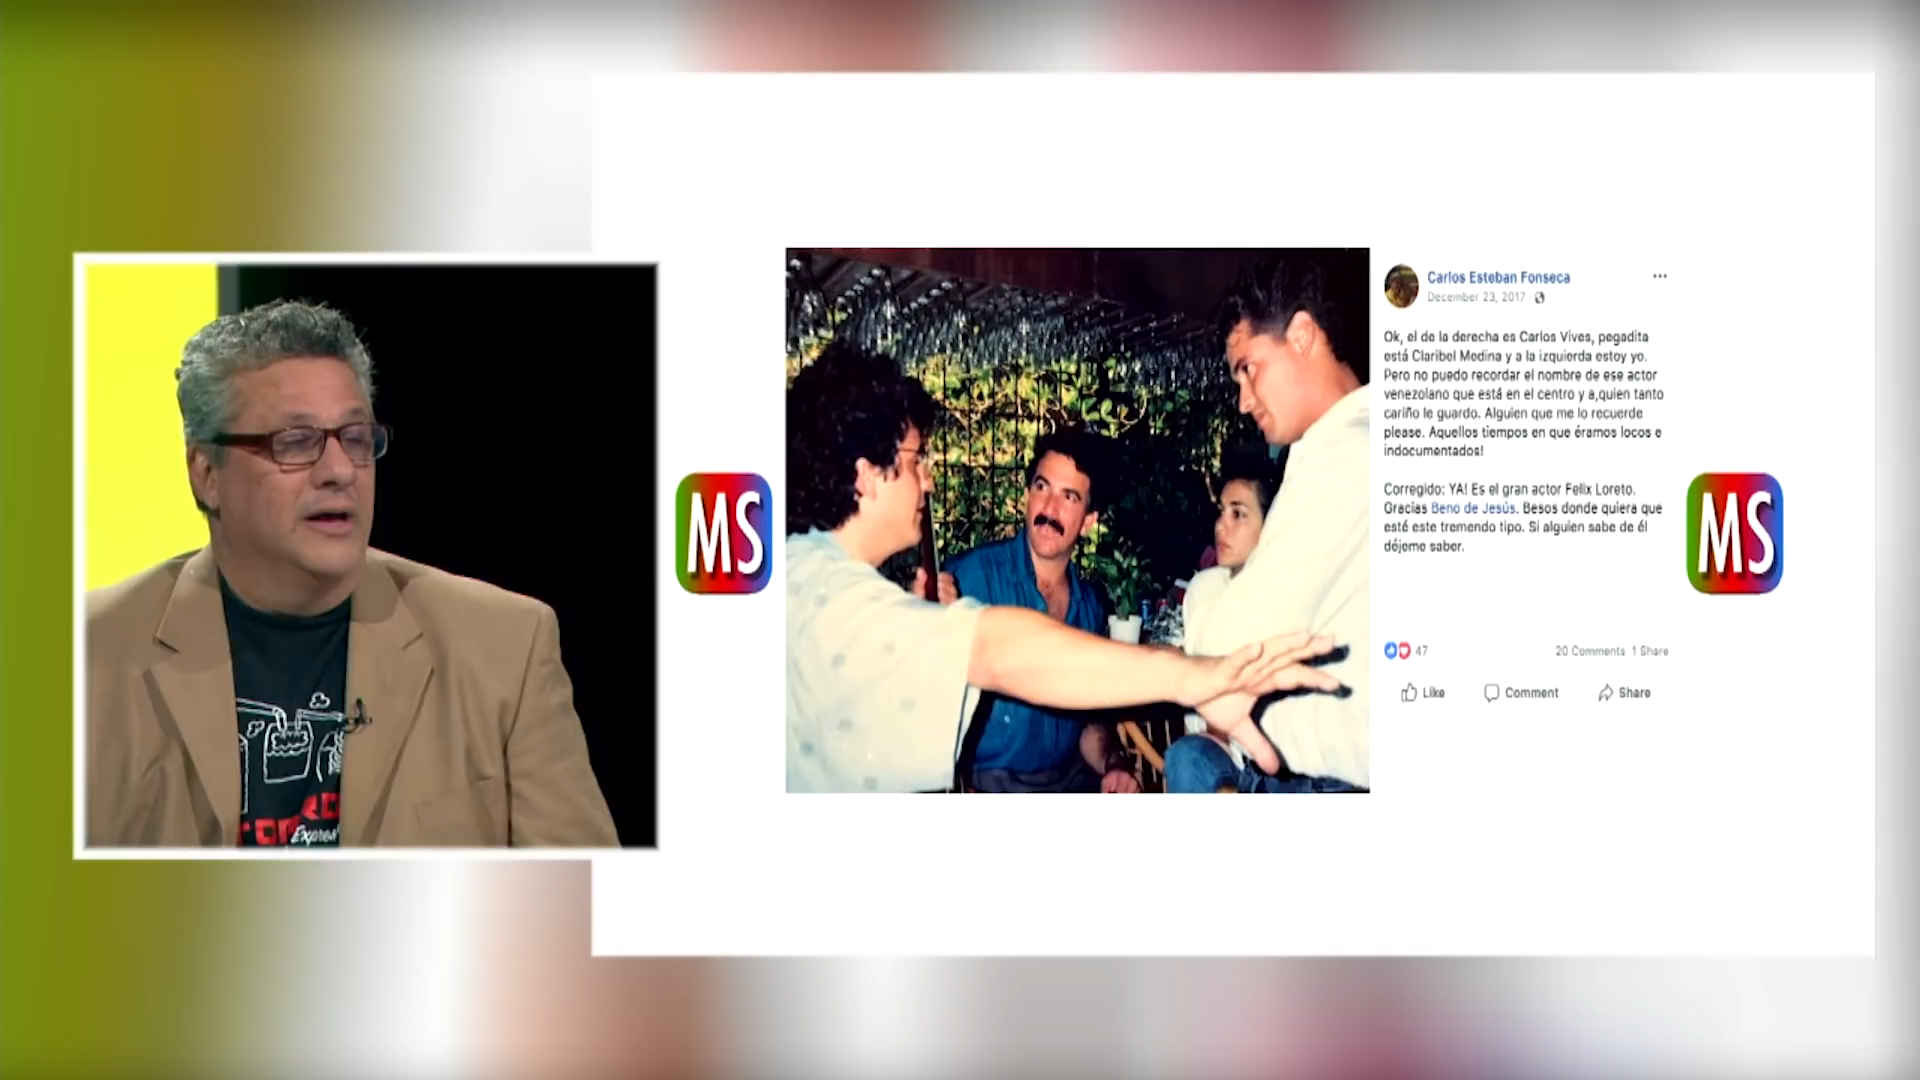 MS
Carlos Esteban Fonseca
December 23, 2017
Ok, el de la derecha es Carlos Vives, pegadita
está Claribel Medina y a la izquierda estoy yo.
Pero no puedo recordar el nombre de ese actor
venezolano que está en el centro y a,quien tanto
cariño le guardo. Alguien que me lo recuerde
please. Aquellos tiempos en que éramos locos e
indocumentados!
Corregido: YA! Es el gran actor Felix Loreto.
Gracias Beno de Jesús. Besos donde quiera que
esté este tremendo tipo. Si alguien sabe de él
déjeme saber.
47
20 Comments 1 Share
Like Comment Share
MS
Express